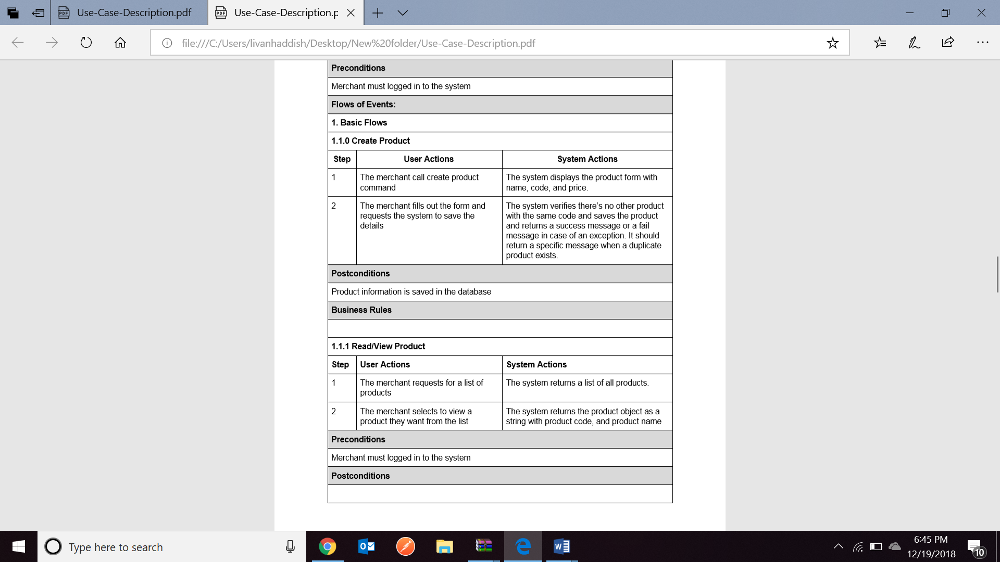 Use-Case-Description.pdf
Use-Case-Description.p
file:///C:/Users/livanhaddish/Desktop/New%20folder/Use-Case-Description.pdf
Preconditions
Merchant must logged in to the system
Flows of Events:
1. Basic Flows
1.1.0 Create Product
Step User Actions System Actions
1 The merchant call create product The system displays the product form with
command name, code, and price.
2 The merchant fills out the form and The system verifies there’s no other product
requests the system to save the with the same code and saves the product
details and returns a success message or a fail
message in case of an exception. It should
return a specific message when a duplicate
product exists.
Postconditions
Product information is saved in the database
Business Rules
1.1.1 Read/View Product
Step User Actions System Actions
1 The merchant requests for a list of The system returns a list of all products.
products
2 The merchant selects to view a The system returns the product object as a
product they want from the list string with product code, and product name
Preconditions
Merchant must logged in to the system
Postconditions
Type here to search
6:45 PM
12/19/2018
10